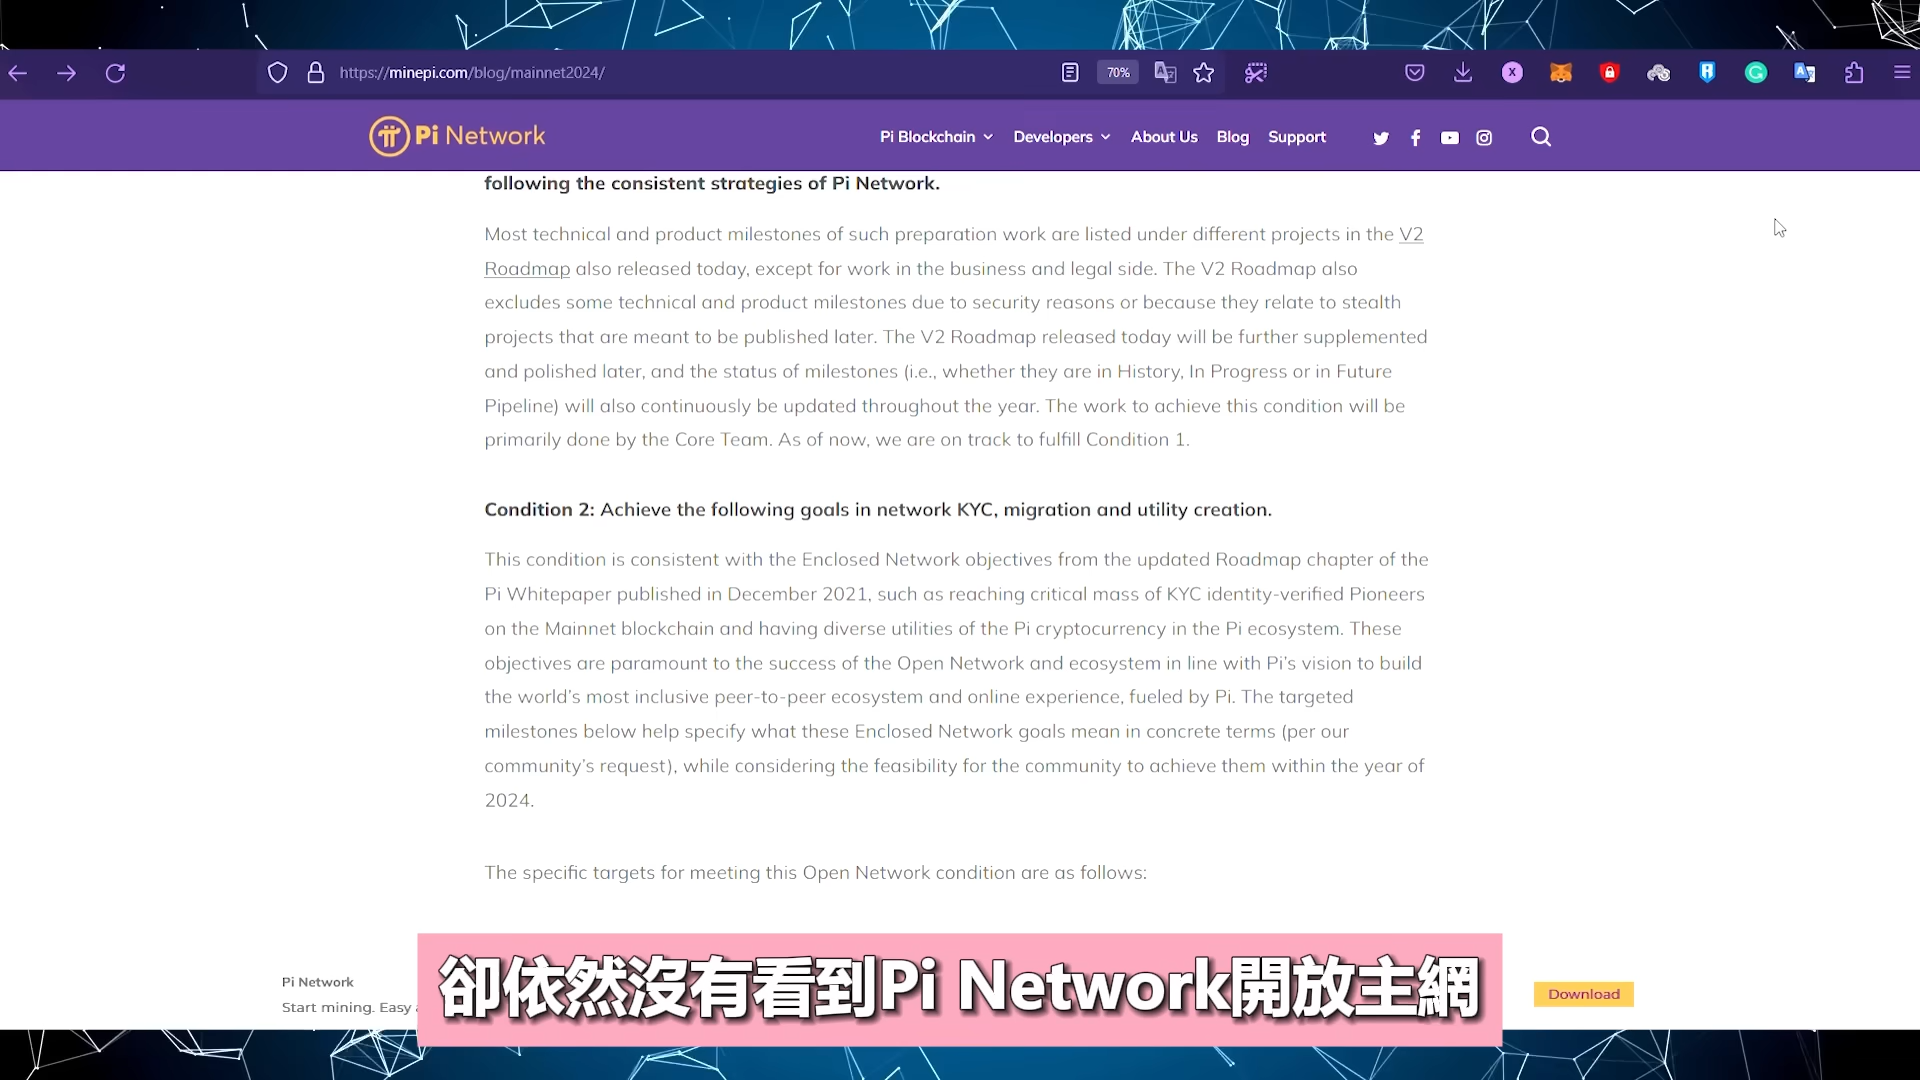 https://minepi.com/blog/mainnet2024/
70%
Pi Network
Pi Blockchain
Developers
About Us
Blog
Support
following the consistent strategies of Pi Network.
Most technical and product milestones of such preparation work are listed under different projects in the V2
Roadmap also released today, except for work in the business and legal side. The V2 Roadmap also
excludes some technical and product milestones due to security reasons or because they relate to stealth
projects that are meant to be published later. The V2 Roadmap released today will be further supplemented
and polished later, and the status of milestones (i.e., whether they are in History, In Progress or in Future
Pipeline) will also continuously be updated throughout the year. The work to achieve this condition will be
primarily done by the Core Team. As of now, we are on track to fulfill Condition 1.
Condition 2: Achieve the following goals in network KYC, migration and utility creation.
This condition is consistent with the Enclosed Network objectives from the updated Roadmap chapter of the
Pi Whitepaper published in December 2021, such as reaching critical mass of KYC identity-verified Pioneers
on the Mainnet blockchain and having diverse utilities of the Pi cryptocurrency in the Pi ecosystem. These
objectives are paramount to the success of the Open Network and ecosystem in line with Pi's vision to build
the world's most inclusive peer-to-peer ecosystem and online experience, fueled by Pi. The targeted
milestones below help specify what these Enclosed Network goals mean in concrete terms (per our
community's request), while considering the feasibility for the community to achieve them within the year of
2024.
The specific targets for meeting this Open Network condition are as follows:
Pi Network
Start mining. Easy
卻依然沒有看到Pi Network開放主網
Download